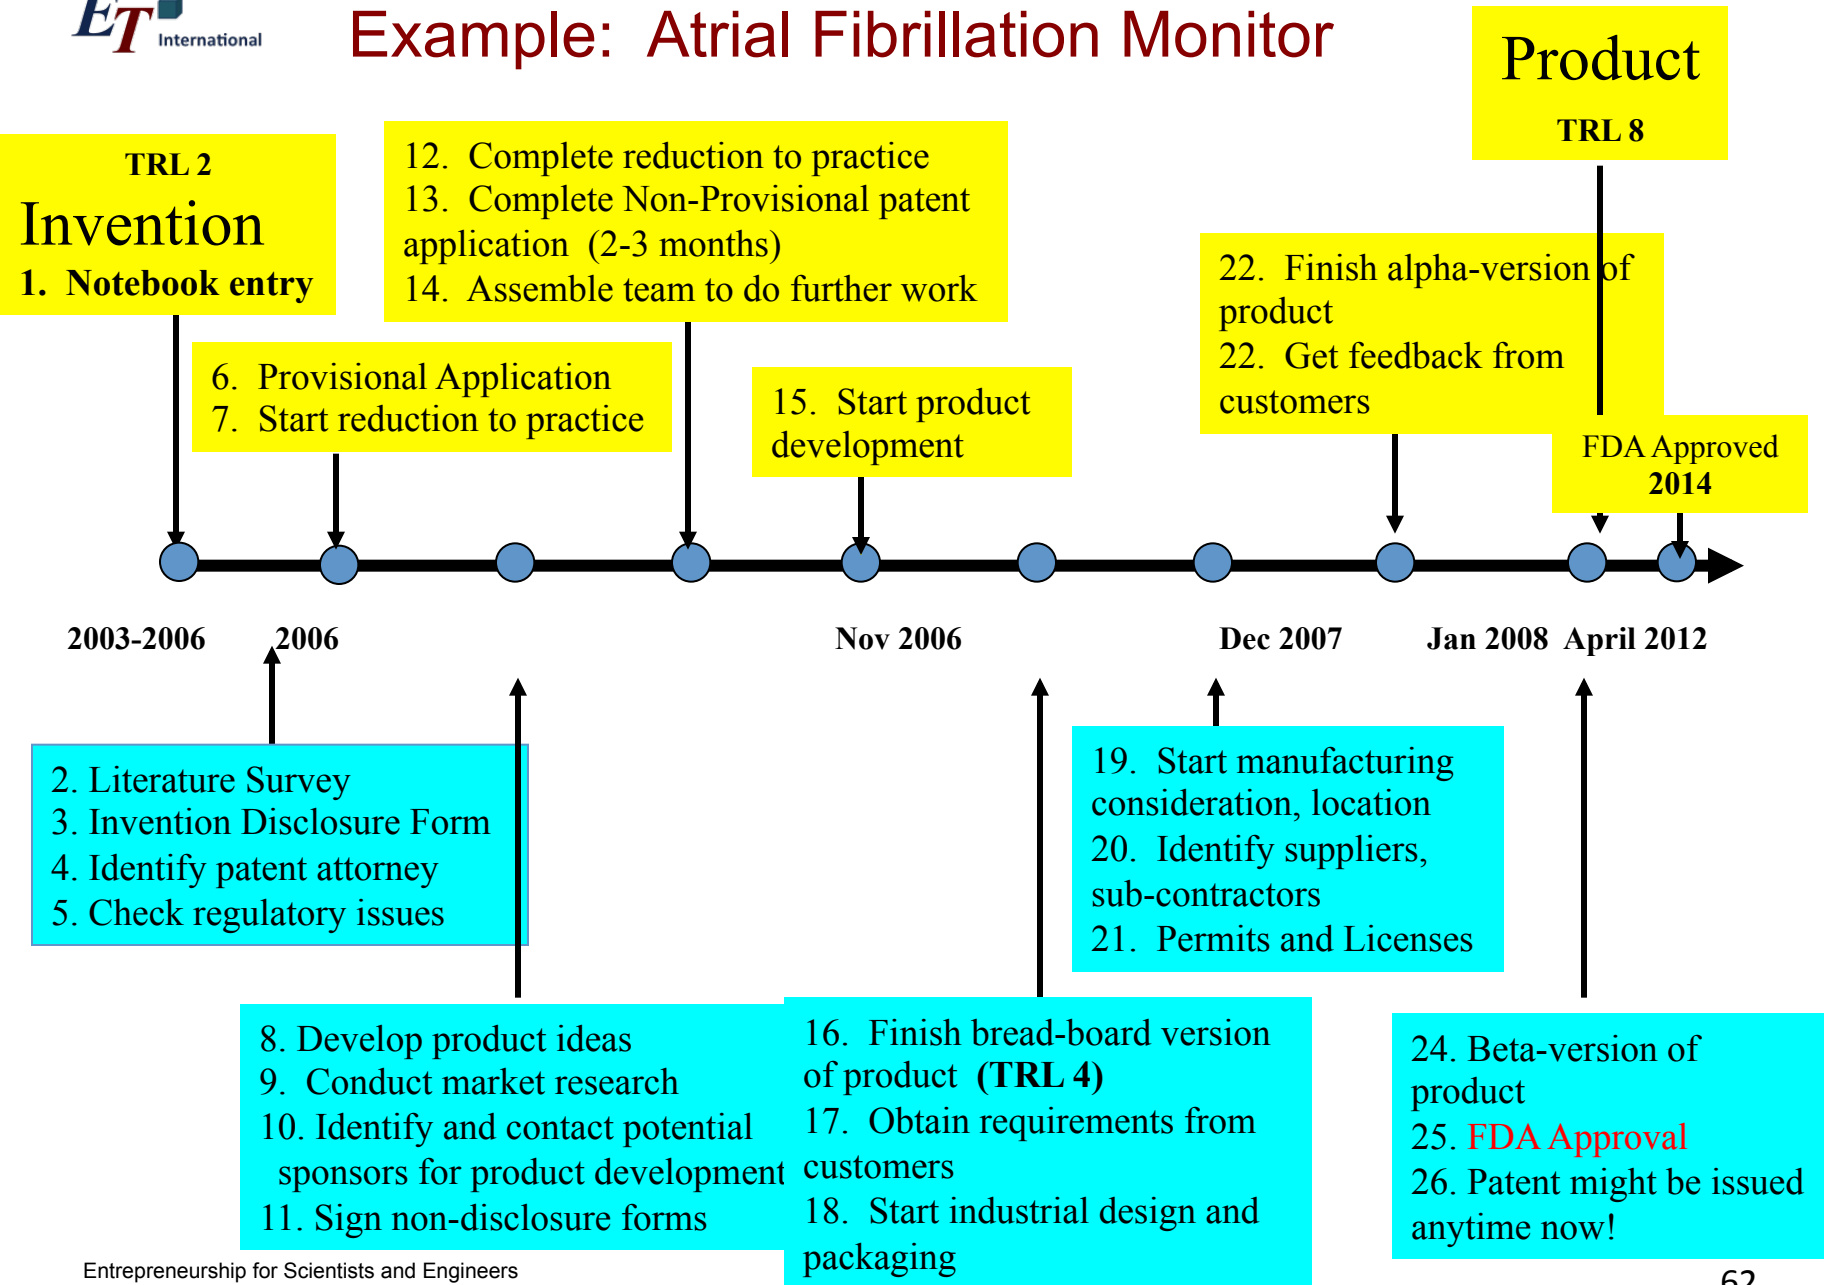 ET
International
Example: Atrial Fibrillation Monitor
Product
TRL 8
TRL 2
Invention
1. Notebook entry
12. Complete reduction to practice
13. Complete Non-Provisional patent
application (2-3 months)
14. Assemble team to do further work
6. Provisional Application
7. Start reduction to practice
15. Start product
development
22. Finish alpha-version of
product
22. Get feedback from
customers
FDA Approved
2014
2003-2006
2006
Nov 2006
Dec 2007
Jan 2008
April 2012
2. Literature Survey
3. Invention Disclosure Form
4. Identify patent attorney
5. Check regulatory issues
8. Develop product ideas
9. Conduct market research
10. Identify and contact potential
sponsors for product development
11. Sign non-disclosure forms
16. Finish bread-board version
of product (TRL 4)
17. Obtain requirements from
customers
18. Start industrial design and
packaging
19. Start manufacturing
consideration, location
20. Identify suppliers,
sub-contractors
21. Permits and Licenses
24. Beta-version of
product
25. FDA Approval
26. Patent might be issued
anytime now!
Entrepreneurship for Scientists and Engineers
62